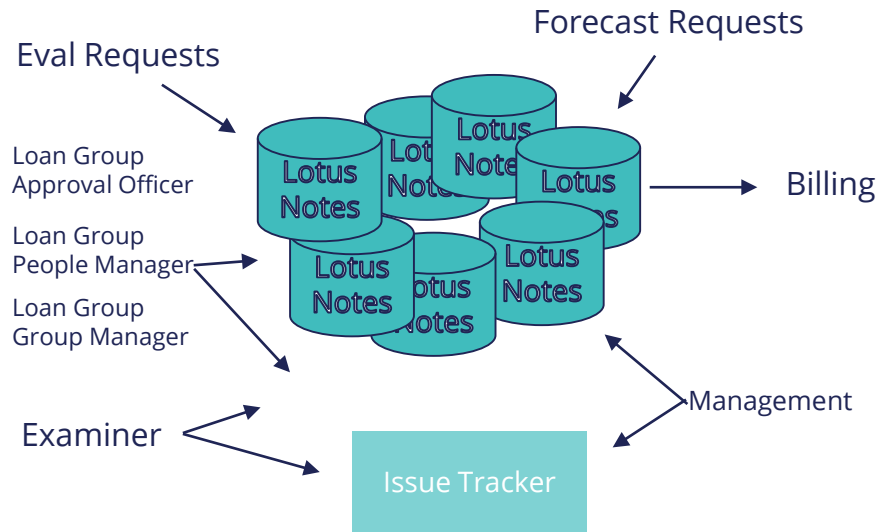 Forecast Requests
Eval Requests
Lotus
Notes
Lotus
Notes
Lotus
Notes
Lotus
Notes
Billing
Loan Group
Approval Officer
Loan Group
People Manager
Loan Group
Group Manager
Lotus
Notes
Lotus
Notes
Lotus
Notes
Management
Examiner
Issue Tracker